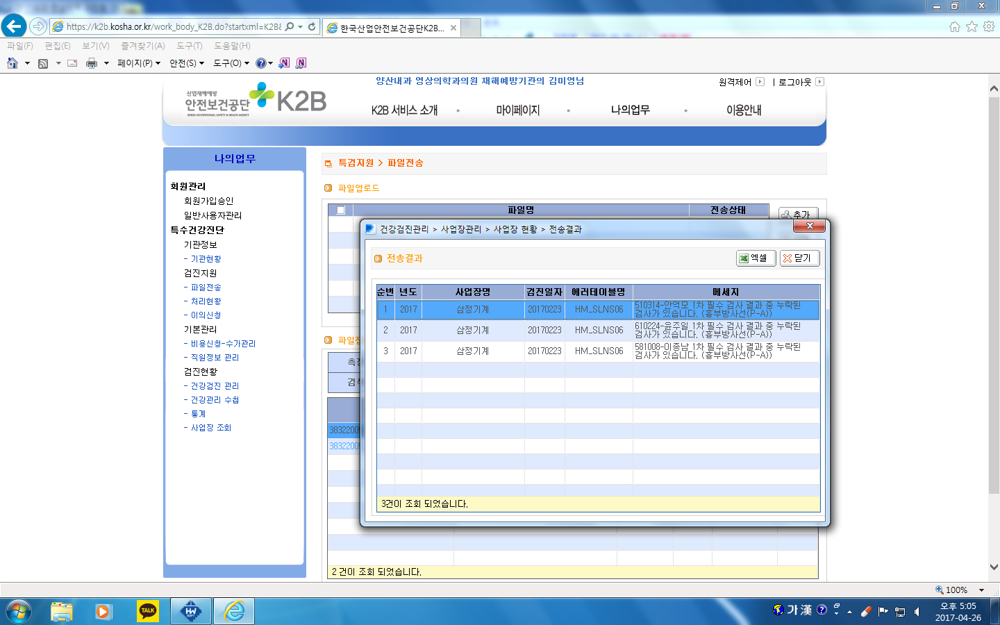 https://k2b.kosha.or.kr/work_body_K2B.do?startxml=K2B&
한국산업안전보건공단K2B...
파일(F) 편집(E) 보기(V) 즐겨찾기(A) 도구(T) 도움말(H)
페이지(P) 안전(S) 도구(O)
양산내과 영상의학과의원 재해예방기관의 김미영님
원격제어 | 로그아웃
산업재해예방
안전보건공단 K2B
KOREA OCCUPATIONAL SAFETY & HEALTH AGENCY
K2B 서비스 소개 마이페이지 나의업무 이용안내
나의업무
회원관리
회원가입승인
일반사용자관리
특수건강진단
기관정보
- 기관현황
검진지원
- 파일전송
- 처리현황
- 이익신청
기본관리
- 비용신청-수가관리
- 직원정보 관리
검진현황
- 건강검진 관리
- 건강관리 수첩
- 통계
- 사업장 조회
특검지원 > 파일전송
파일업로드
파일명 전송상태
추가
건강검진관리 > 사업장관리 > 사업장 현황 > 전송결과
전송결과
엑셀 닫기
순번 년도 사업장명 검진일자 에러테이블명 메세지
1 2017 삼정기계 20170223 HM_SLNS06 510314-안억모 1차 필수 검사 결과 중 누락된
검사가 있습니다. (흉부방사선(P-A))
2 2017 삼정기계 20170223 HM_SLNS06 610224-윤주일 1차 필수 검사 결과 중 누락된
검사가 있습니다. (흉부방사선(P-A))
3 2017 삼정기계 20170223 HM_SLNS06 581008-이종남 1차 필수 검사 결과 중 누락된
검사가 있습니다. (흉부방사선(P-A))
3건이 조회 되었습니다.
38322009
38322009
2 건이 조회 되었습니다.
100%
TALK
HW
SOFT
가 漢
오후 5:05
2017-04-26